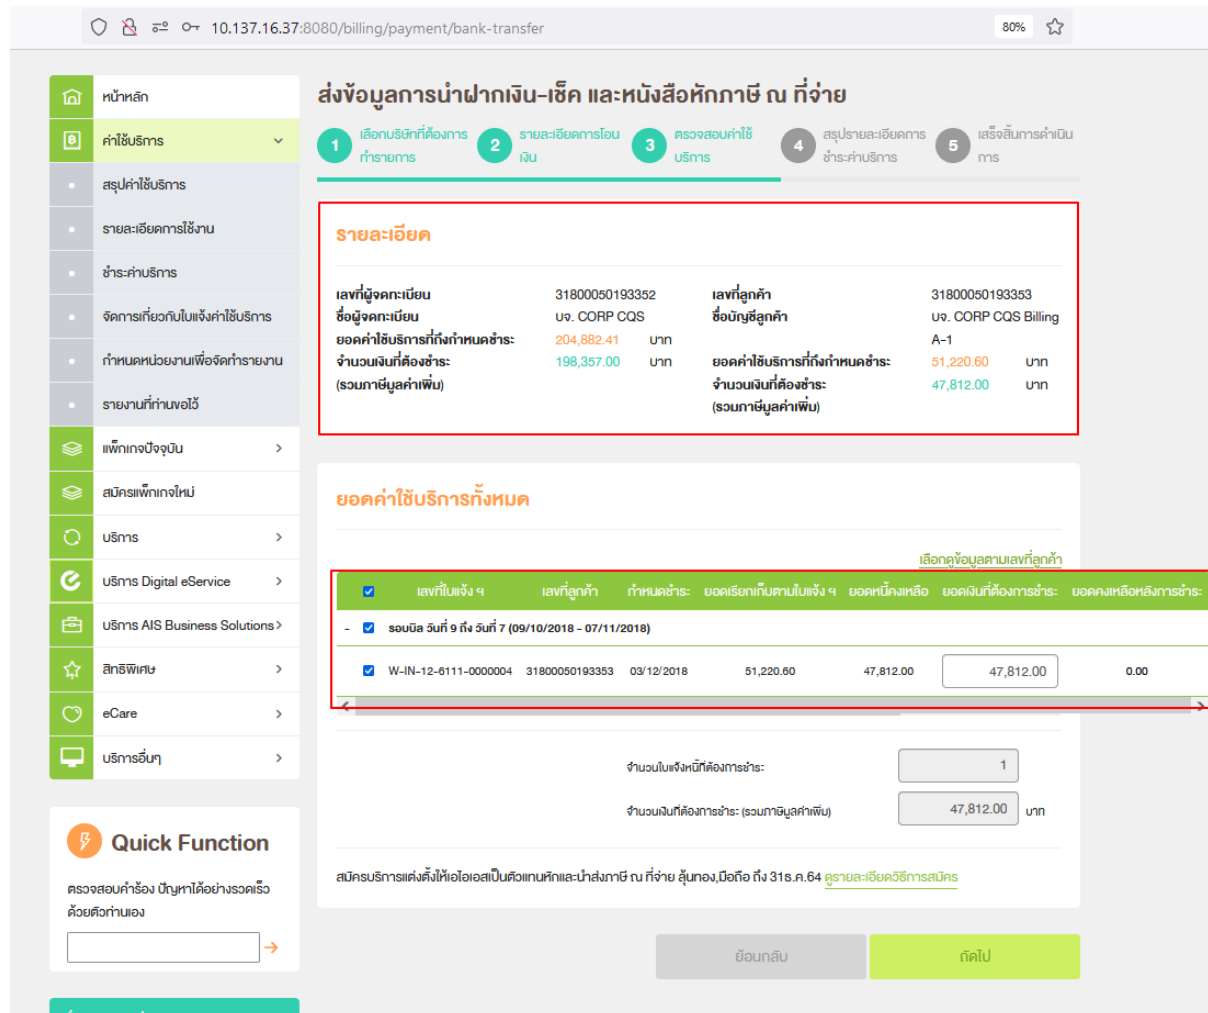 10.137.16.37:8080/billing/payment/bank-transfer
80%
หน้าหลัก
ค่าใช้บริการ
สรุปค่าใช้บริการ
รายละเอียดการใช้งาน
ชำระค่าบริการ
จัดการเกี่ยวกับใบแจ้งค่าใช้บริการ
กำหนดหน่วยงานเพื่อจัดทำรายงาน
รายงานที่ท่านขอไว้
แพ็กเกจปัจจุบัน
สมัครแพ็กเกจใหม่
บริการ
บริการ Digital eService
บริการ AIS Business Solutions
สิทธิพิเศษ
eCare
บริการอื่นๆ
Quick Function
ตรวจสอบคำร้อง ปัญหาได้อย่างรวดเร็ว
ด้วยตัวท่านเอง
ส่งข้อมูลการนำฝากเงิน-เช็ค และหนังสือหักภาษี ณ ที่จ่าย
1 เลือกบริษัทที่ต้องการ
ทำรายการ
2 รายละเอียดการโอน
เงิน
3 ตรวจสอบค่าใช้
บริการ
4 สรุปรายละเอียดการ
ชำระค่าบริการ
5 เสร็จสิ้นการดำเนิน
การ
รายละเอียด
เลขที่ผู้จดทะเบียน 31800050193352
ชื่อผู้จดทะเบียน บจ. CORP CQS
ยอดค่าใช้บริการที่ถึงกำหนดชำระ 204,882.41 บาท
จำนวนเงินที่ต้องชำระ 198,357.00 บาท
(รวมภาษีมูลค่าเพิ่ม)
เลขที่ลูกค้า 31800050193353
ชื่อบัญชีลูกค้า บจ. CORP CQS Billing
A-1
ยอดค่าใช้บริการที่ถึงกำหนดชำระ 51,220.60 บาท
จำนวนเงินที่ต้องชำระ 47,812.00 บาท
(รวมภาษีมูลค่าเพิ่ม)
ยอดค่าใช้บริการทั้งหมด
เลือกดูข้อมูลตามเลขที่ลูกค้า
เลขที่ใบแจ้ง ฯ เลขที่ลูกค้า กำหนดชำระ ยอดเรียกเก็บตามใบแจ้ง ฯ ยอดหนี้คงเหลือ ยอดเงินที่ต้องการชำระ ยอดคงเหลือหลังการชำระ
- รอบบิล วันที่ 9 ถึง วันที่ 7 (09/10/2018 - 07/11/2018)
W-IN-12-6111-0000004 31800050193353 03/12/2018 51,220.60 47,812.00 47,812.00 0.00
จำนวนใบแจ้งหนี้ที่ต้องการชำระ 1
จำนวนเงินที่ต้องการชำระ (รวมภาษีมูลค่าเพิ่ม) 47,812.00 บาท
สมัครบริการแต่งตั้งให้เอไอเอสเป็นตัวแทนหักและนำส่งภาษี ณ ที่จ่าย ลุ้นทอง,มือถือ ถึง 31ธ.ค.64 ดูรายละเอียดวิธีการสมัคร
ย้อนกลับ
ถัดไป